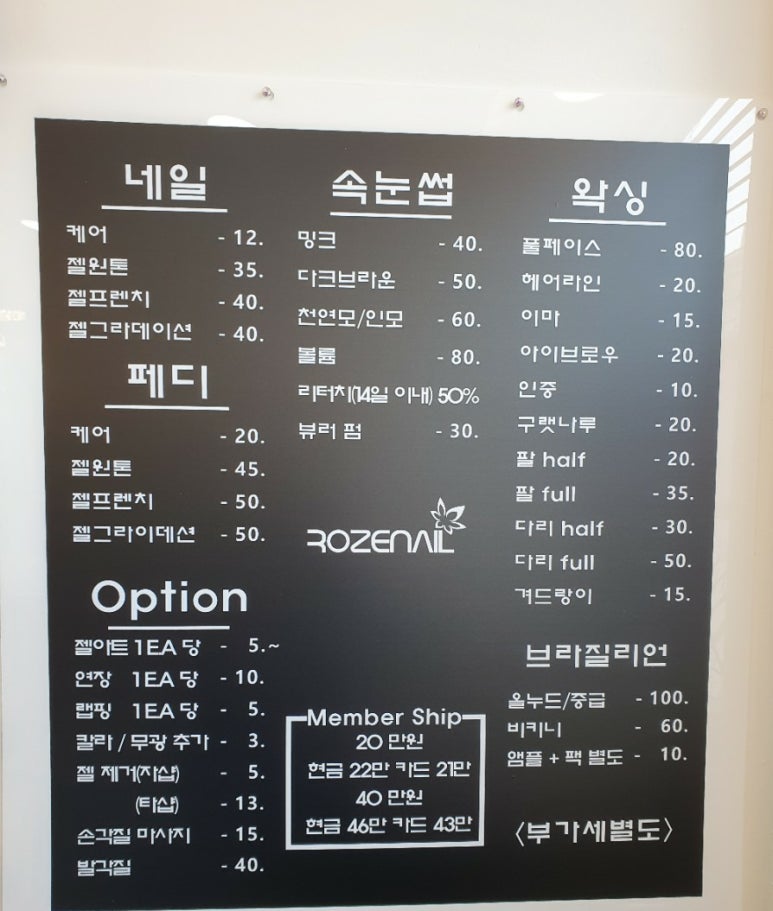 네일
케어 - 12.
젤원톤 - 35.
젤프렌치 - 40.
젤그라데이션 - 40.
페디
케어 - 20.
젤원톤 - 45.
젤프렌치 - 50.
젤그라이데션 - 50.
Option
젤아트 1EA 당 - 5.~
연장 1EA 당 - 10.
랩핑 1EA 당 - 5.
칼라 / 무광 추가 - 3.
젤 제거(자샵) - 5.
(타샵) - 13.
손각질 마사지 - 15.
발각질 - 40.
속눈썹
밍크 - 40.
다크브라운 - 50.
천연모/인모 - 60.
볼륨 - 80.
리터치(14일 이내) 50%
뷰러 펌 - 30.
ROZENAIL
Member Ship
20 만원
현금 22만 카드 21만
40 만원
현금 46만 카드 43만
왁싱
풀페이스 - 80.
헤어라인 - 20.
이마 - 15.
아이브로우 - 20.
인중 - 10.
구랫나루 - 20.
팔 half - 20.
팔 full - 35.
다리 half - 30.
다리 full - 50.
겨드랑이 - 15.
브라질리언
올누드/중급 - 100.
비키니 - 60.
앰플 + 팩 별도 - 10.
〈부가세별도〉